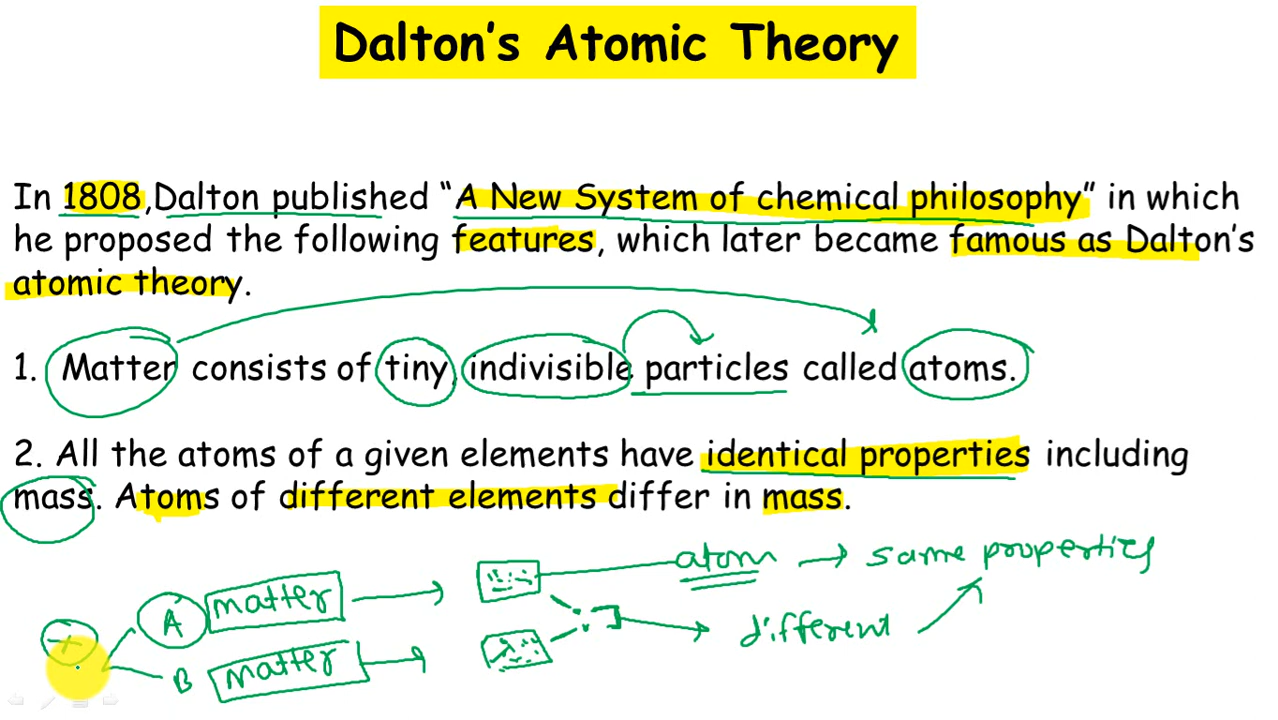 Dalton's Atomic Theory
In 1808,Dalton published “A New System of chemical philosophy” in which
he proposed the following features, which later became famous as Dalton's
atomic theory.
1. Matter consists of tiny, indivisible particles called atoms.
2. All the atoms of a given elements have identical properties including
mass. Atoms of different elements differ in mass.
atom → same properties
A matter →
different
B matter →